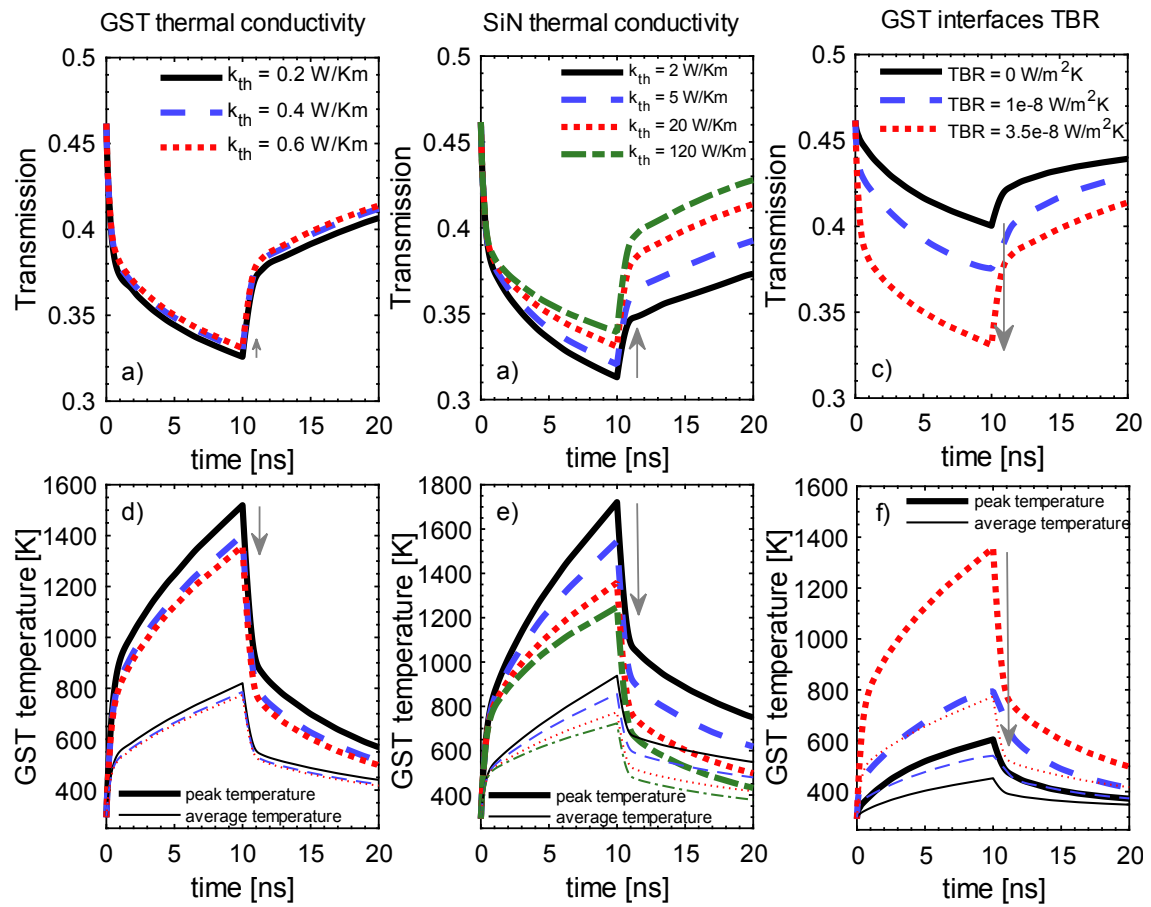 GST thermal conductivity
SiN thermal conductivity
GST interfaces TBR
0.5
0.45
0.4
0.35
0.3
Transmission
k_th = 0.2 W/Km
k_th = 0.4 W/Km
k_th = 0.6 W/Km
a)
0 5 10 15 20
time [ns]
0.5
0.45
0.4
0.35
0.3
Transmission
k_th = 2 W/Km
k_th = 5 W/Km
k_th = 20 W/Km
k_th = 120 W/Km
a)
0 5 10 15 20
time [ns]
0.5
0.45
0.4
0.35
0.3
Transmission
TBR = 0 W/m²K
TBR = 1e-8 W/m²K
TBR = 3.5e-8 W/m²K
c)
0 5 10 15 20
time [ns]
1600
1400
1200
1000
800
600
400
GST temperature [K]
d)
peak temperature
average temperature
0 5 10 15 20
time [ns]
1800
1600
1400
1200
1000
800
600
400
GST temperature [K]
e)
peak temperature
average temperature
0 5 10 15 20
time [ns]
1600
1400
1200
1000
800
600
400
GST temperature [K]
f)
peak temperature
average temperature
0 5 10 15 20
time [ns]